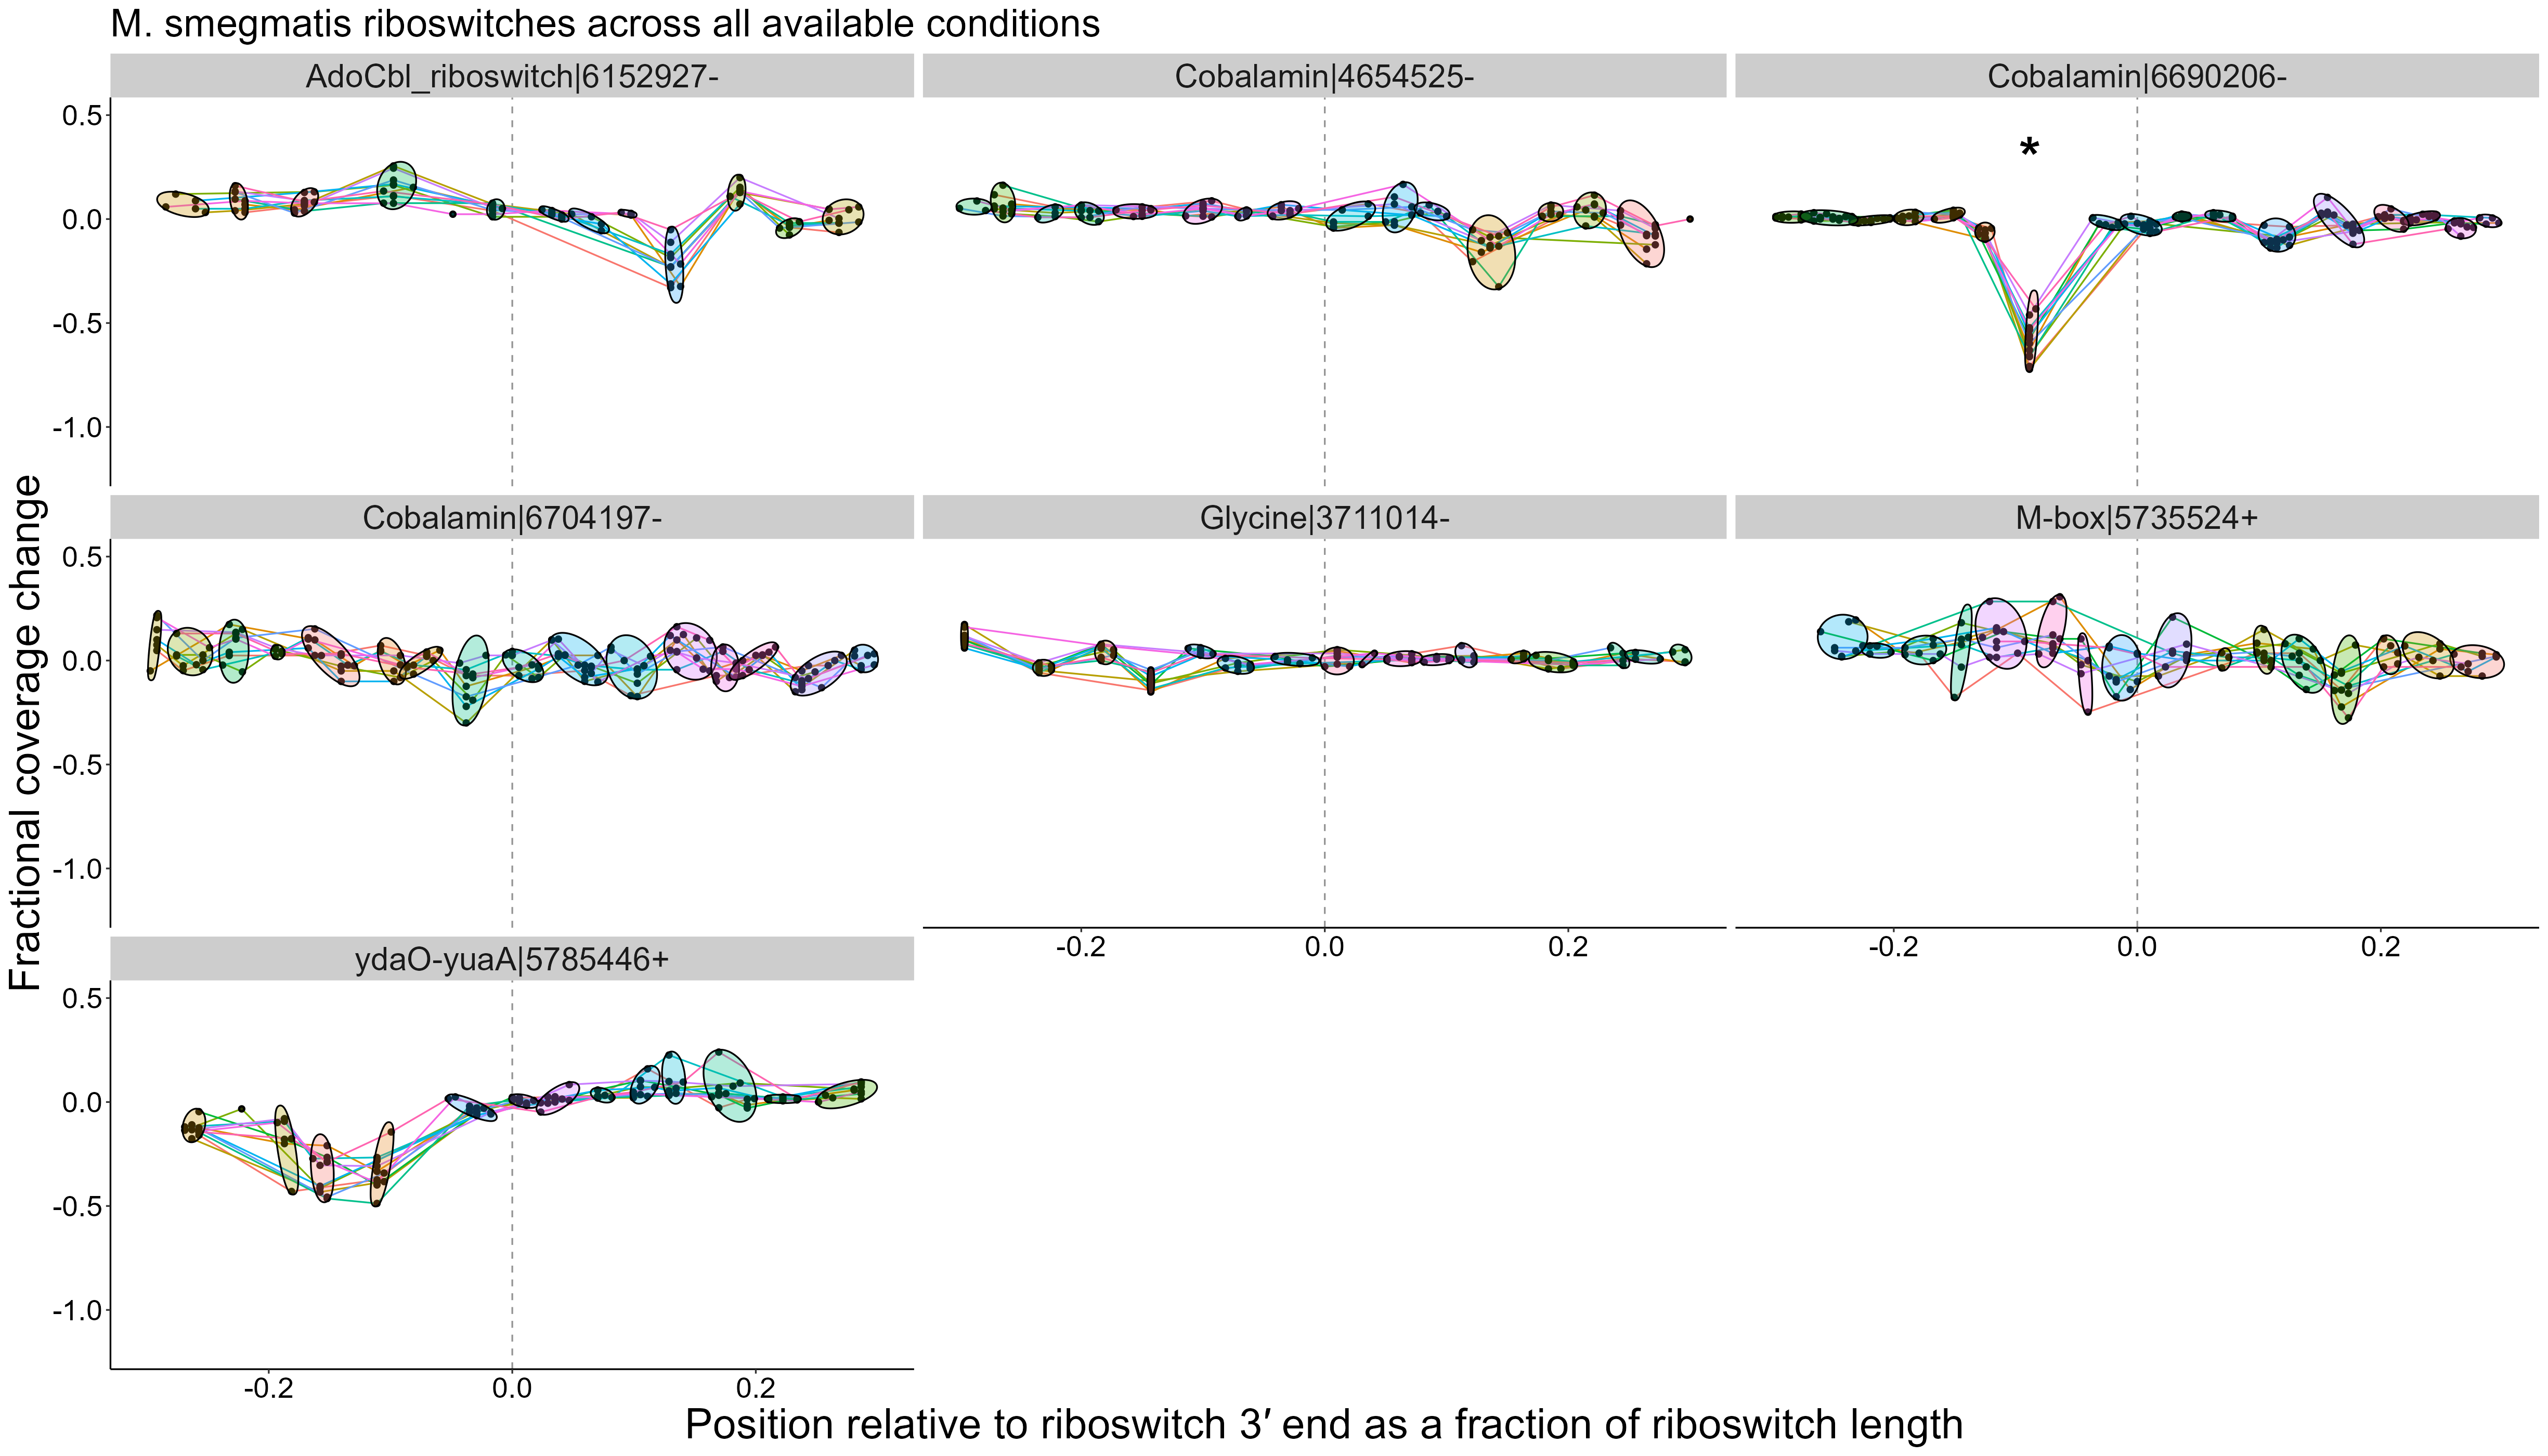 M. smegmatis riboswitches across all available conditions
AdoCbl_riboswitch|6152927-
Cobalamin|4654525-
Cobalamin|6690206-
0.5
0.0
-0.5
-1.0
*
Cobalamin|6704197-
Glycine|3711014-
M-box|5735524+
0.5
0.0
-0.5
-1.0
-0.2 0.0 0.2
-0.2 0.0 0.2
ydaO-yuaA|5785446+
0.5
0.0
-0.5
-1.0
-0.2 0.0 0.2
Fractional coverage change
Position relative to riboswitch 3′ end as a fraction of riboswitch length